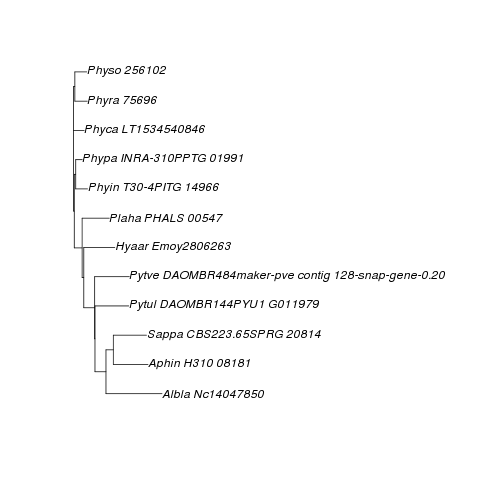 Physo 256102
Phyra 75696
Phyca LT1534540846
Phypa INRA-310PPTG 01991
Phyin T30-4PITG 14966
Plaha PHALS 00547
Hyaar Emoy2806263
Pytve DAOMBR484maker-pve contig 128-snap-gene-0.20
Pytul DAOMBR144PYU1 G011979
Sappa CBS223.65SPRG 20814
Aphin H310 08181
Albla Nc14047850